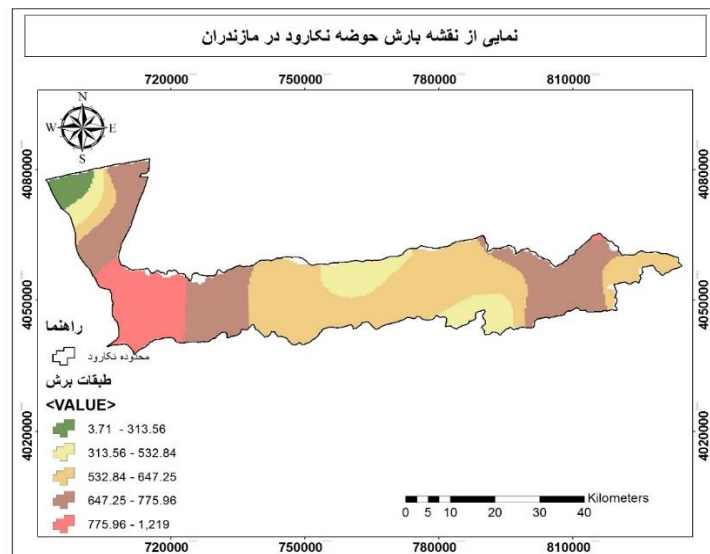 نمایی از نقشه بارش حوضه نکارود در مازندران
720000 750000 780000 810000
N
W E
S
4080000 4080000
4050000 4050000
راهنما
محدوده نکارود
طبقات برش
<VALUE>
4020000 4020000
3.71 - 313.56
313.56 - 532.84
532.84 - 647.25
647.25 - 775.96
775.96 - 1,219
Kilometers
0 5 10 20 30 40
720000 750000 780000 810000